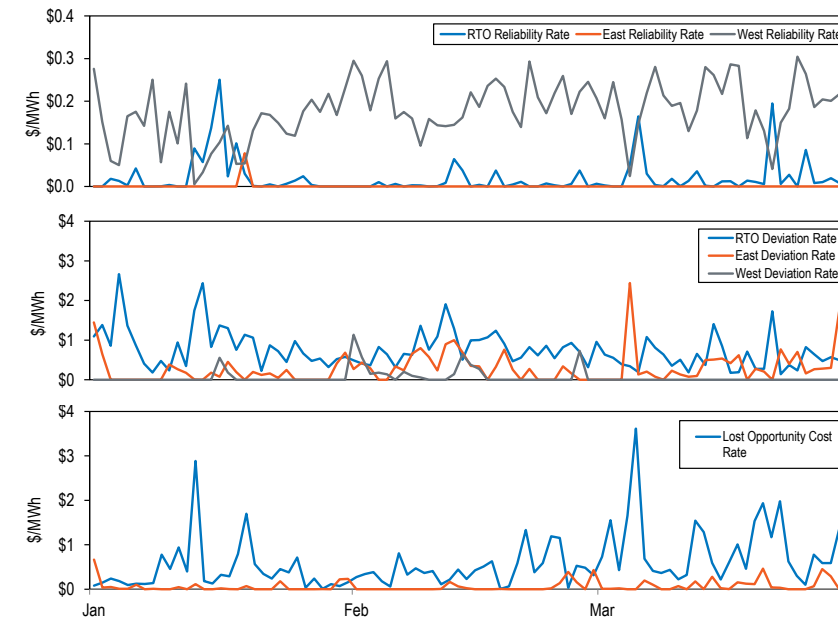 $0.4
$0.3
$0.2
$0.1
$0.0
$/MWh
RTO Reliability Rate
East Reliability Rate
West Reliability Rate
$4
$3
$2
$1
$0
$/MWh
RTO Deviation Rate
East Deviation Rate
West Deviation Rate
$4
$3
$2
$1
$0
$/MWh
Lost Opportunity Cost
Rate
Jan
Feb
Mar